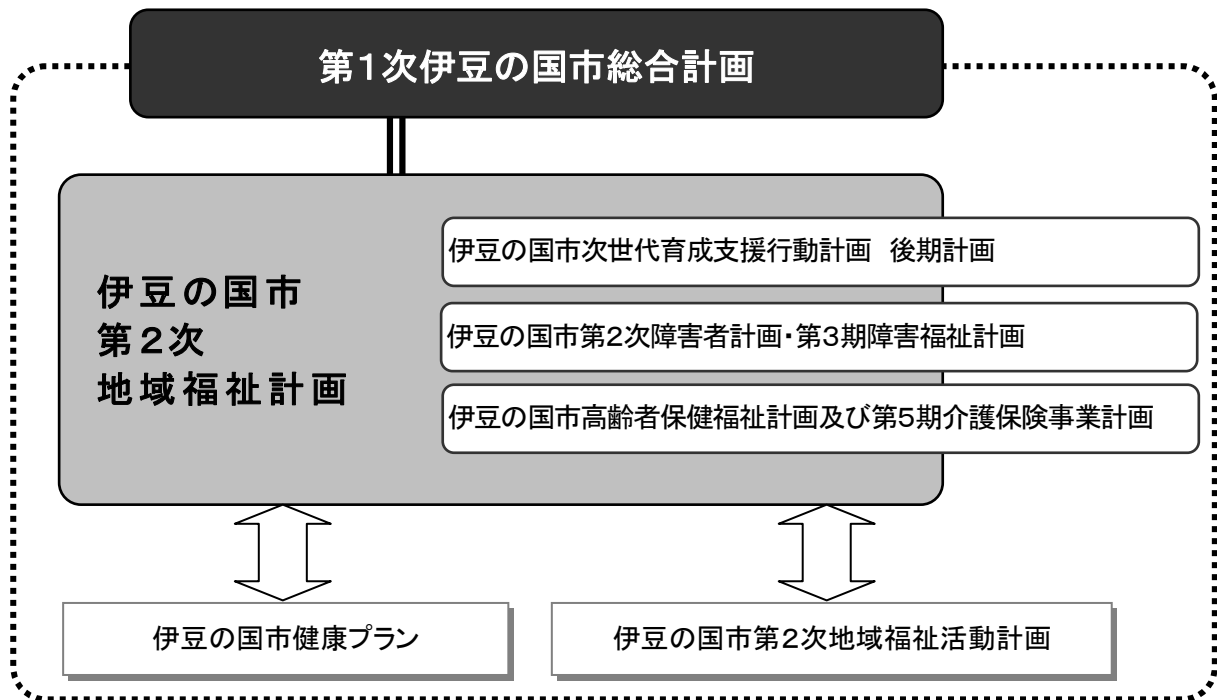 第1次伊豆の国市総合計画
伊豆の国市
第2次
地域福祉計画
伊豆の国市次世代育成支援行動計画　後期計画
伊豆の国市第2次障害者計画・第3期障害福祉計画
伊豆の国市高齢者保健福祉計画及び第5期介護保険事業計画
伊豆の国市健康プラン
伊豆の国市第2次地域福祉活動計画